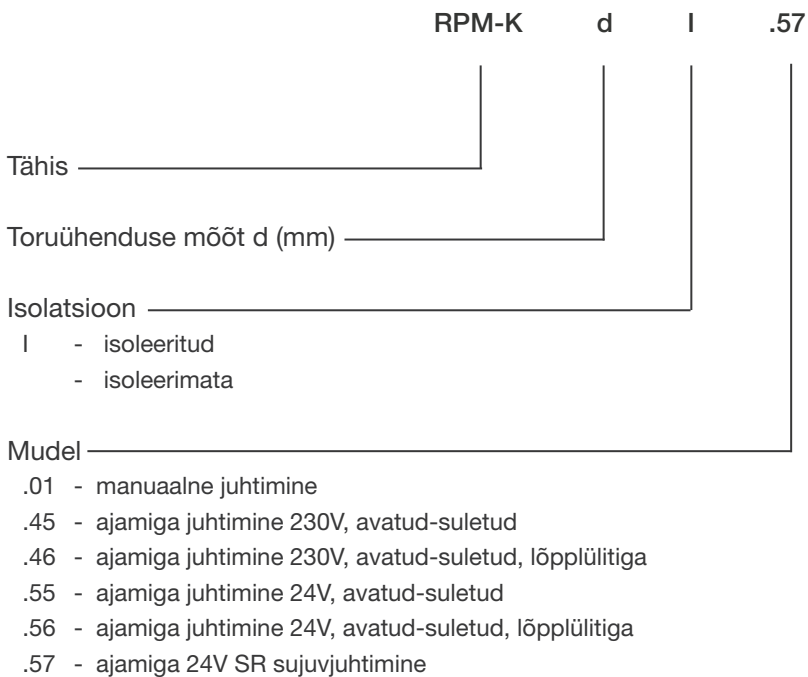 RPM-K d I .57
Tähis
Toruühenduse mõõt d (mm)
Isolatsioon
I - isoleeritud
- isoleerimata
Mudel
.01 - manuaalne juhtimine
.45 - ajamiga juhtimine 230V, avatud-suletud
.46 - ajamiga juhtimine 230V, avatud-suletud, lõpplülitiga
.55 - ajamiga juhtimine 24V, avatud-suletud
.56 - ajamiga juhtimine 24V, avatud-suletud, lõpplülitiga
.57 - ajamiga 24V SR sujuvjuhtimine